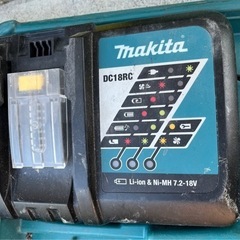 makita
DC18RC
Li-ion & Ni-MH 7.2-18V